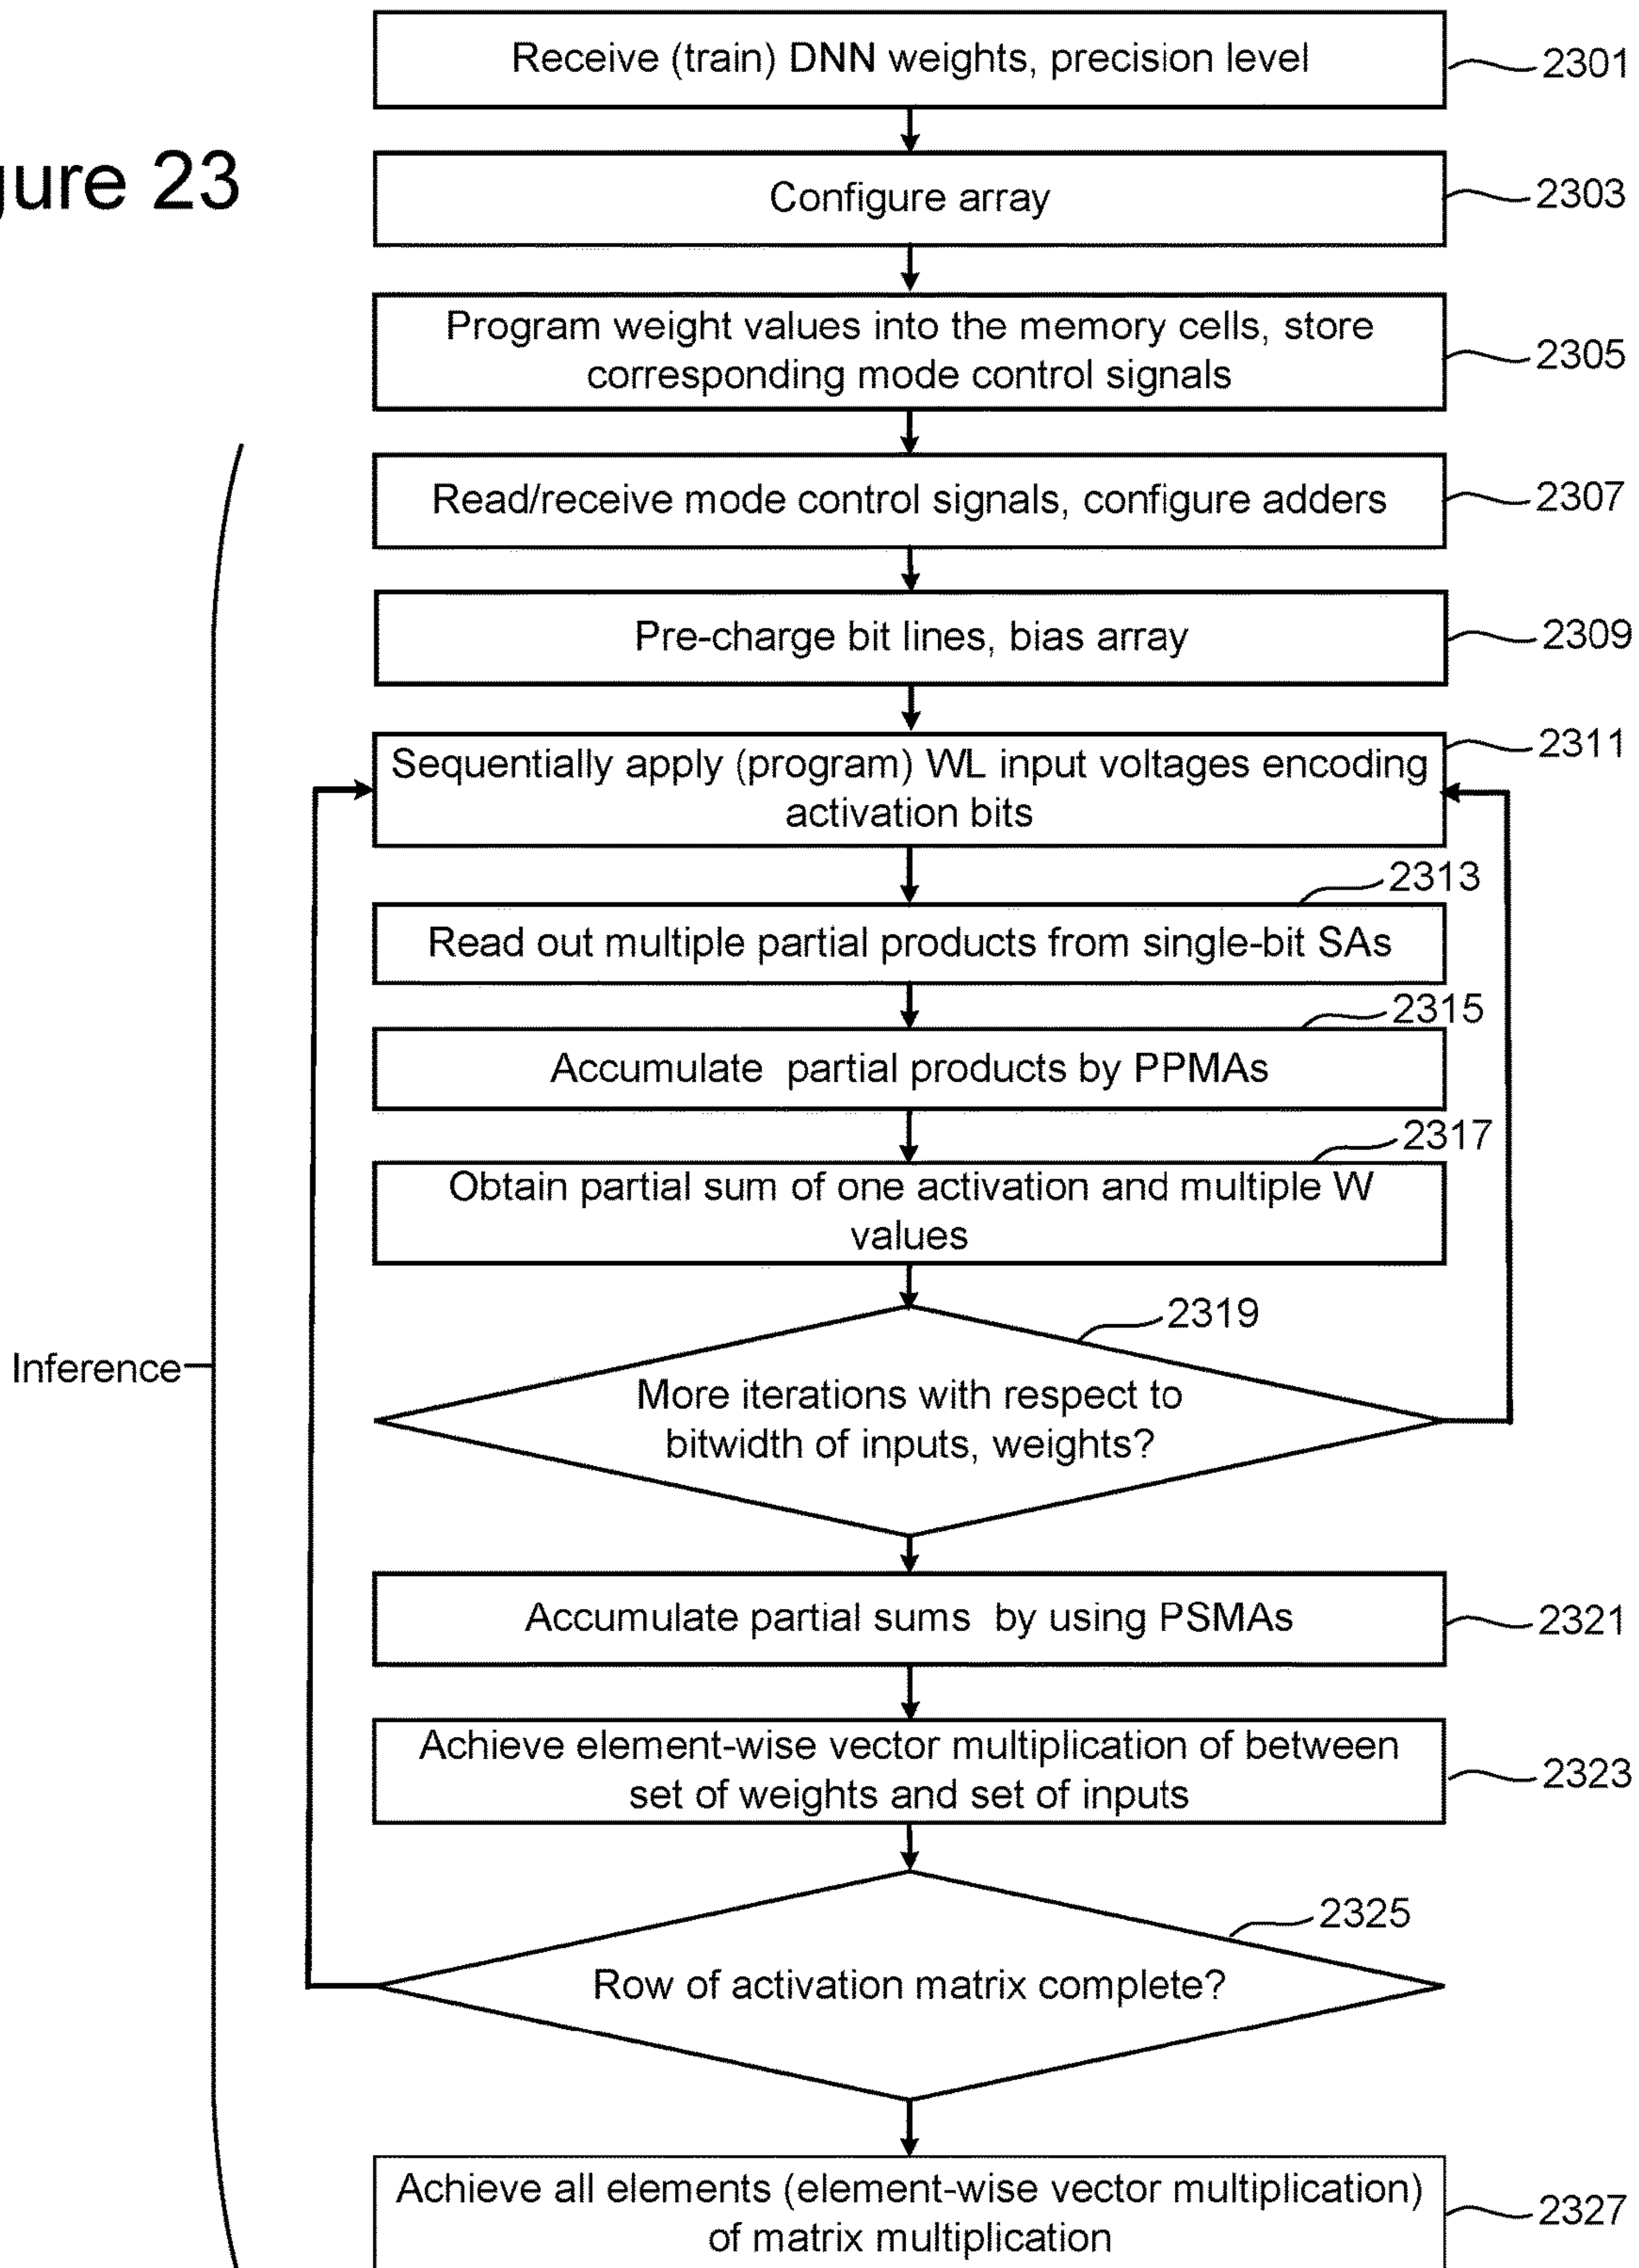 Receive (train) DNN weights, precision level
2301
gure 23
Configure array
2303
Program weight values into the memory cells, store
corresponding mode control signals
2305
Read/receive mode control signals, configure adders
2307
Pre-charge bit lines, bias array
2309
Sequentially apply (program) WL input voltages encoding
activation bits
2311
2313
Read out multiple partial products from single-bit SAs
2315
Accumulate partial products by PPMAs
2317
Obtain partial sum of one activation and multiple W
values
2319
More iterations with respect to
bitwidth of inputs, weights?
Inference
Accumulate partial sums by using PSMAs
2321
Achieve element-wise vector multiplication of between
set of weights and set of inputs
2323
2325
Row of activation matrix complete?
Achieve all elements (element-wise vector multiplication)
of matrix multiplication
2327